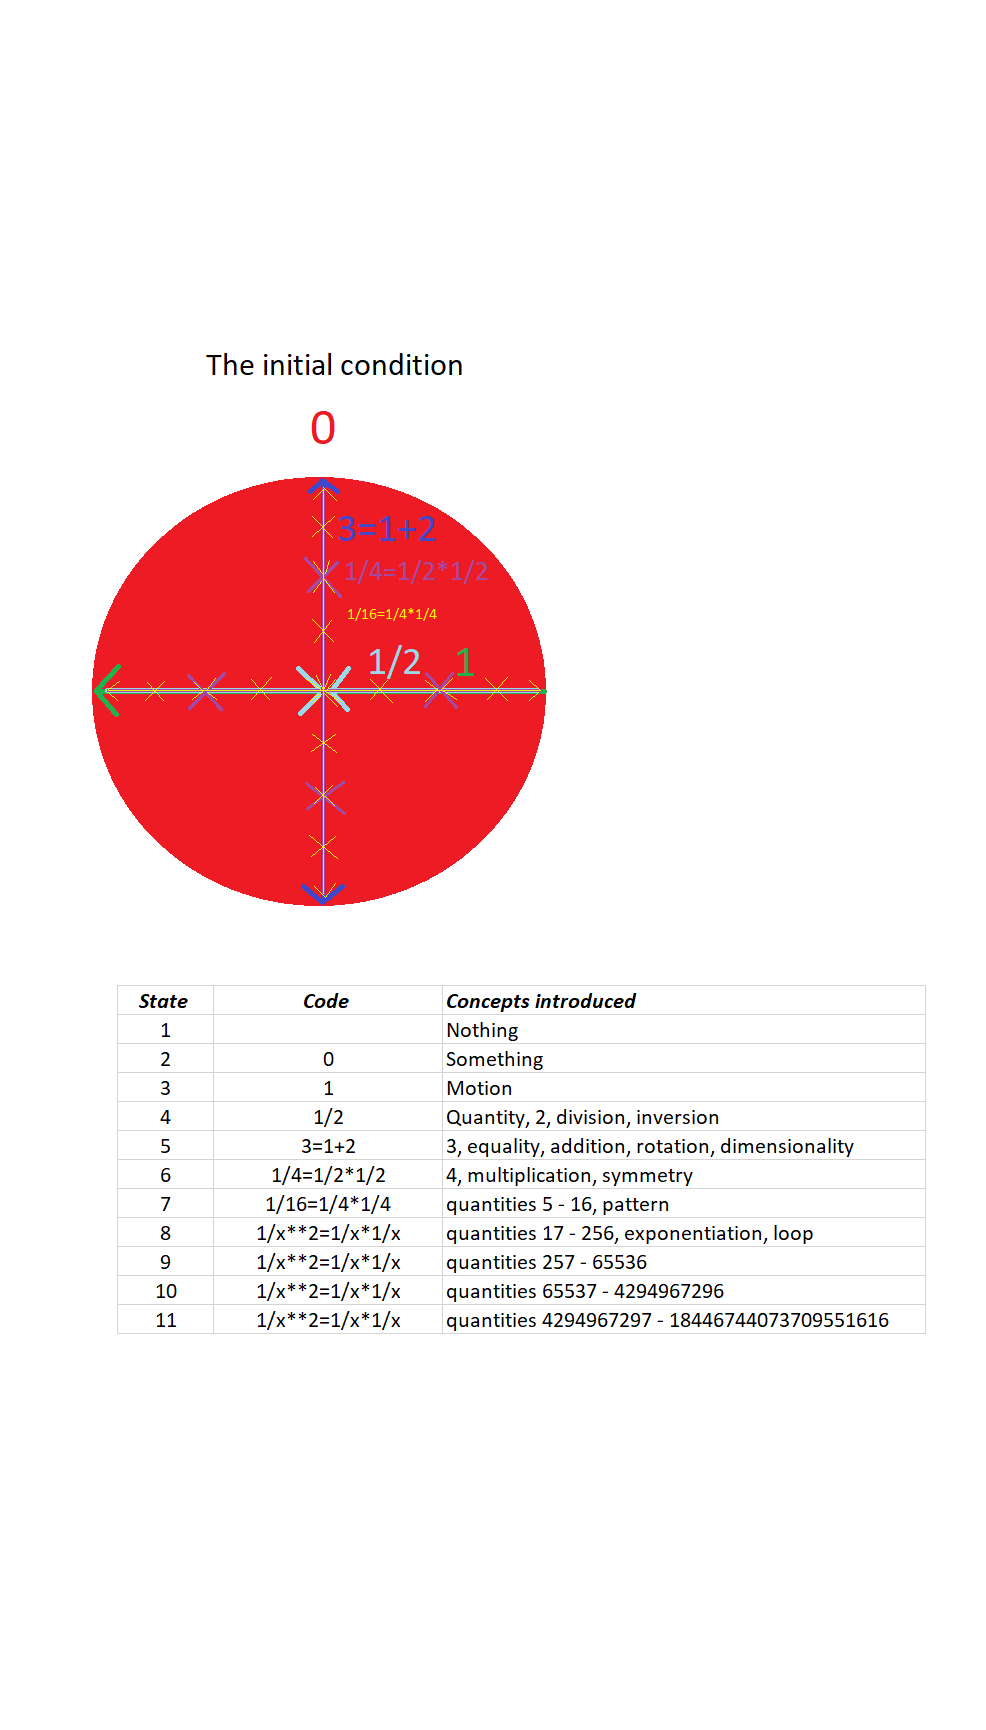 The initial condition
0
3=1+2
1/4=1/2*1/2
1/16=1/4*1/4
1/2 1
State Code Concepts introduced
1 Nothing
2 0 Something
3 1 Motion
4 1/2 Quantity, 2, division, inversion
5 3=1+2 3, equality, addition, rotation, dimensionality
6 1/4=1/2*1/2 4, multiplication, symmetry
7 1/16=1/4*1/4 quantities 5 - 16, pattern
8 1/x**2=1/x*1/x quantities 17 - 256, exponentiation, loop
9 1/x**2=1/x*1/x quantities 257 - 65536
10 1/x**2=1/x*1/x quantities 65537 - 4294967296
11 1/x**2=1/x*1/x quantities 4294967297 - 18446744073709551616